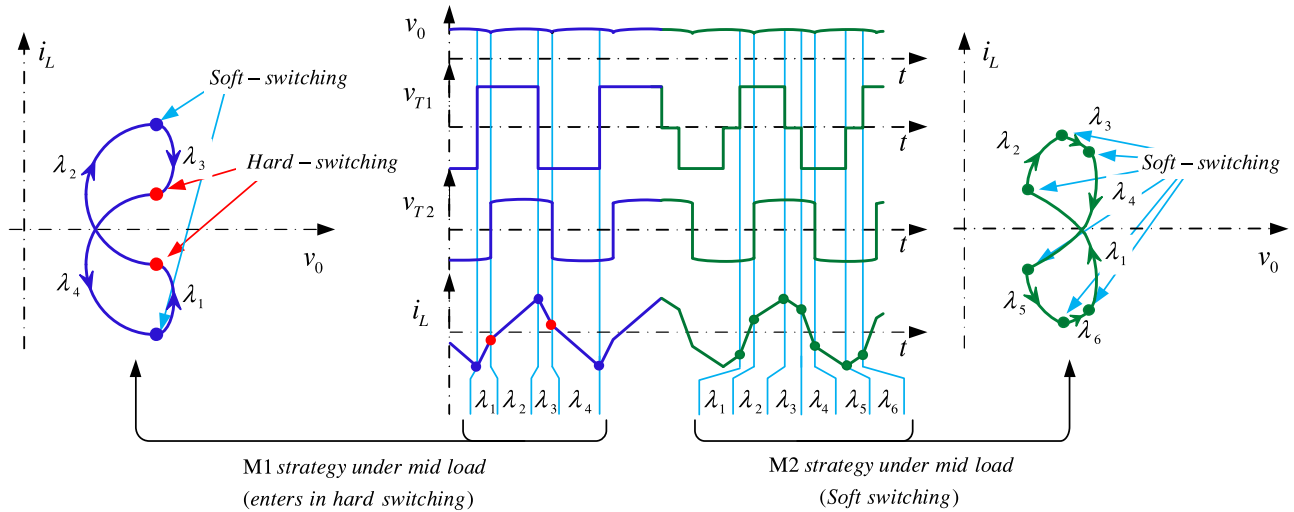 i_L
Soft – switching
Hard – switching
λ_2
λ_3
λ_4
λ_1
v_0
v_0
t
v_T1
t
v_T2
t
i_L
t
λ_1 λ_2 λ_3 λ_4
λ_1 λ_2 λ_3 λ_4 λ_5 λ_6
i_L
λ_2
λ_3
Soft – switching
λ_4
λ_1
v_0
λ_5
λ_6
M1 strategy under mid load
(enters in hard switching)
M2 strategy under mid load
(Soft switching)